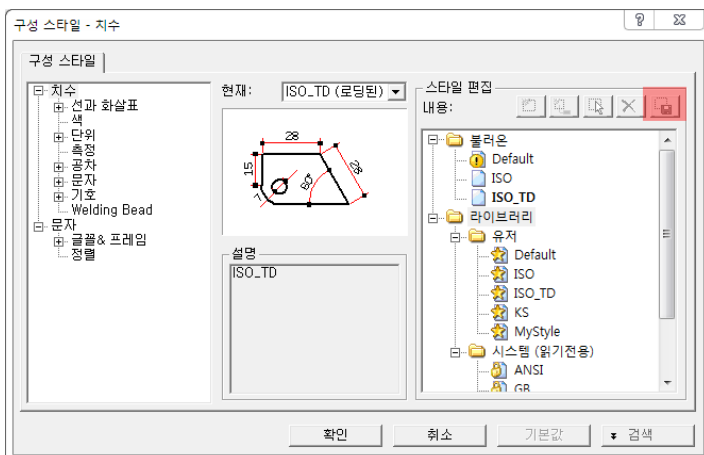 구성 스타일 - 치수
구성 스타일
치수
선과 화살표
색
단위
측정
공차
문자
기호
Welding Bead
문자
글꼴& 프레임
정렬
현재:
ISO_TD (로딩된)
28
15
28
60°
7
설명
ISO_TD
스타일 편집
내용:
불러온
Default
ISO
ISO_TD
라이브러리
유저
Default
ISO
ISO_TD
KS
MyStyle
시스템 (읽기전용)
ANSI
GB
확인
취소
기본값
검색